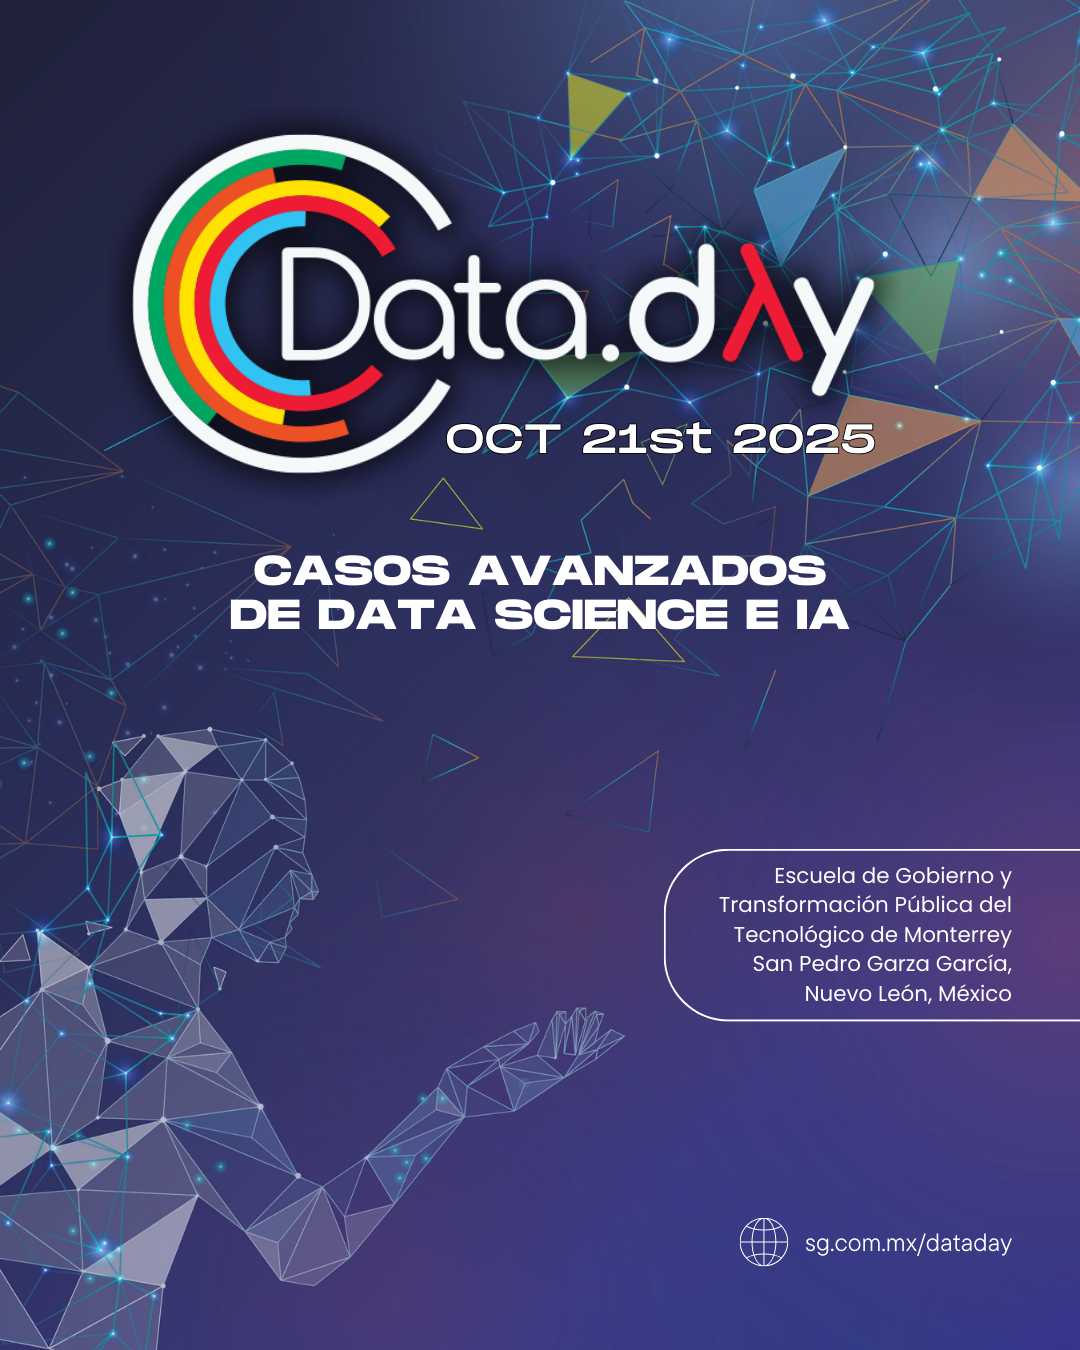 Data.dλy
OCT 21st 2025
CASOS AVANZADOS
DE DATA SCIENCE E IA
Escuela de Gobierno y
Transformación Pública del
Tecnológico de Monterrey
San Pedro Garza García,
Nuevo León, México
sg.com.mx/dataday